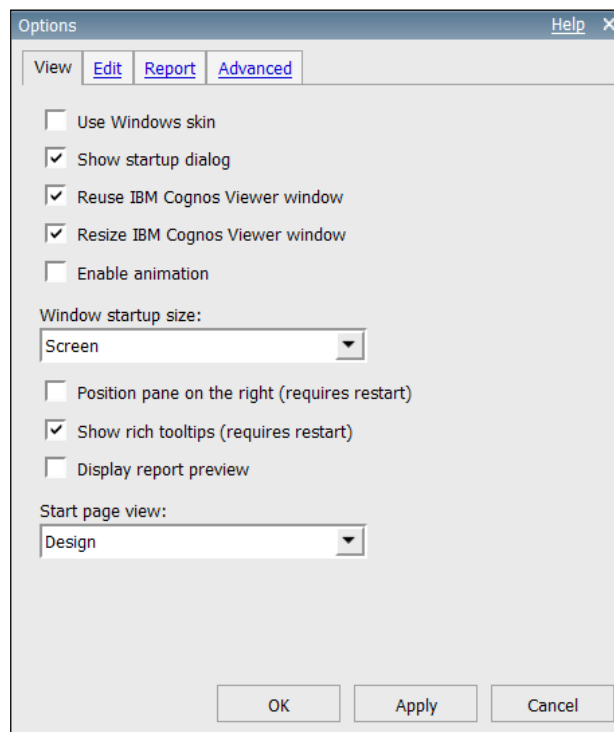 Options Help
View Edit Report Advanced
Use Windows skin
Show startup dialog
Reuse IBM Cognos Viewer window
Resize IBM Cognos Viewer window
Enable animation
Window startup size:
Screen
Position pane on the right (requires restart)
Show rich tooltips (requires restart)
Display report preview
Start page view:
Design
OK Apply Cancel